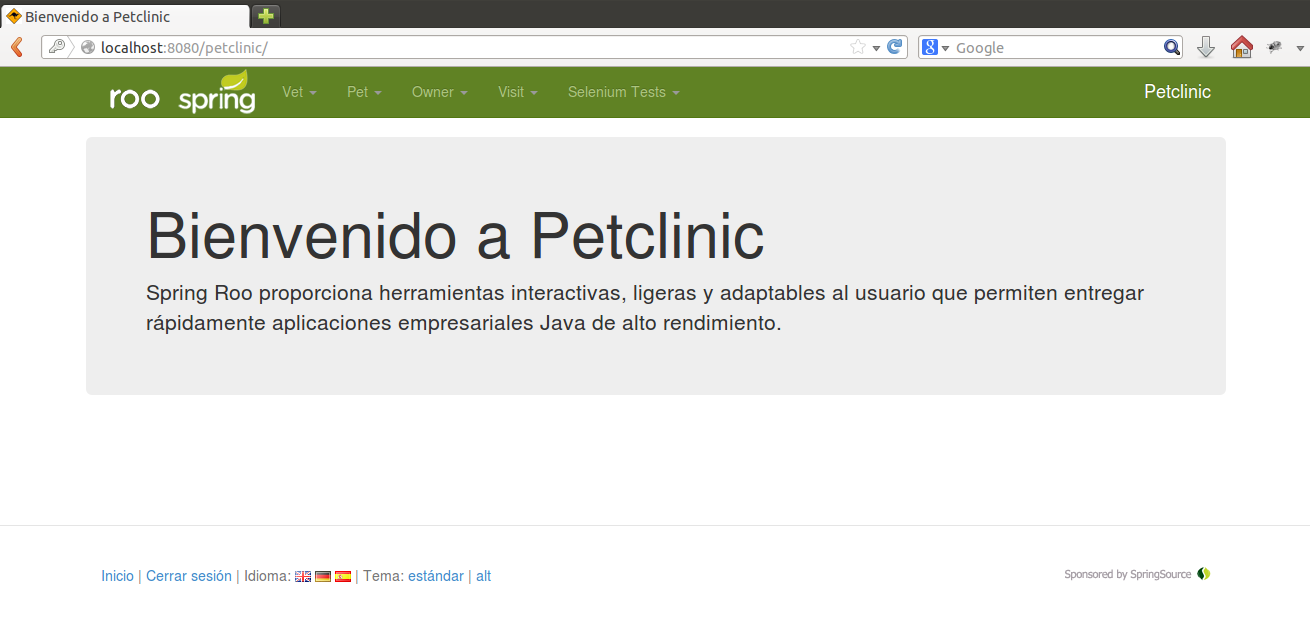 Bienvenido a Petclinic
localhost:8080/petclinic/
Google
roo spring Vet Pet Owner Visit Selenium Tests Petclinic
Bienvenido a Petclinic
Spring Roo proporciona herramientas interactivas, ligeras y adaptables al usuario que permiten entregar
rápidamente aplicaciones empresariales Java de alto rendimiento.
Inicio | Cerrar sesión | Idioma: | Tema: estándar | alt
Sponsored by SpringSource